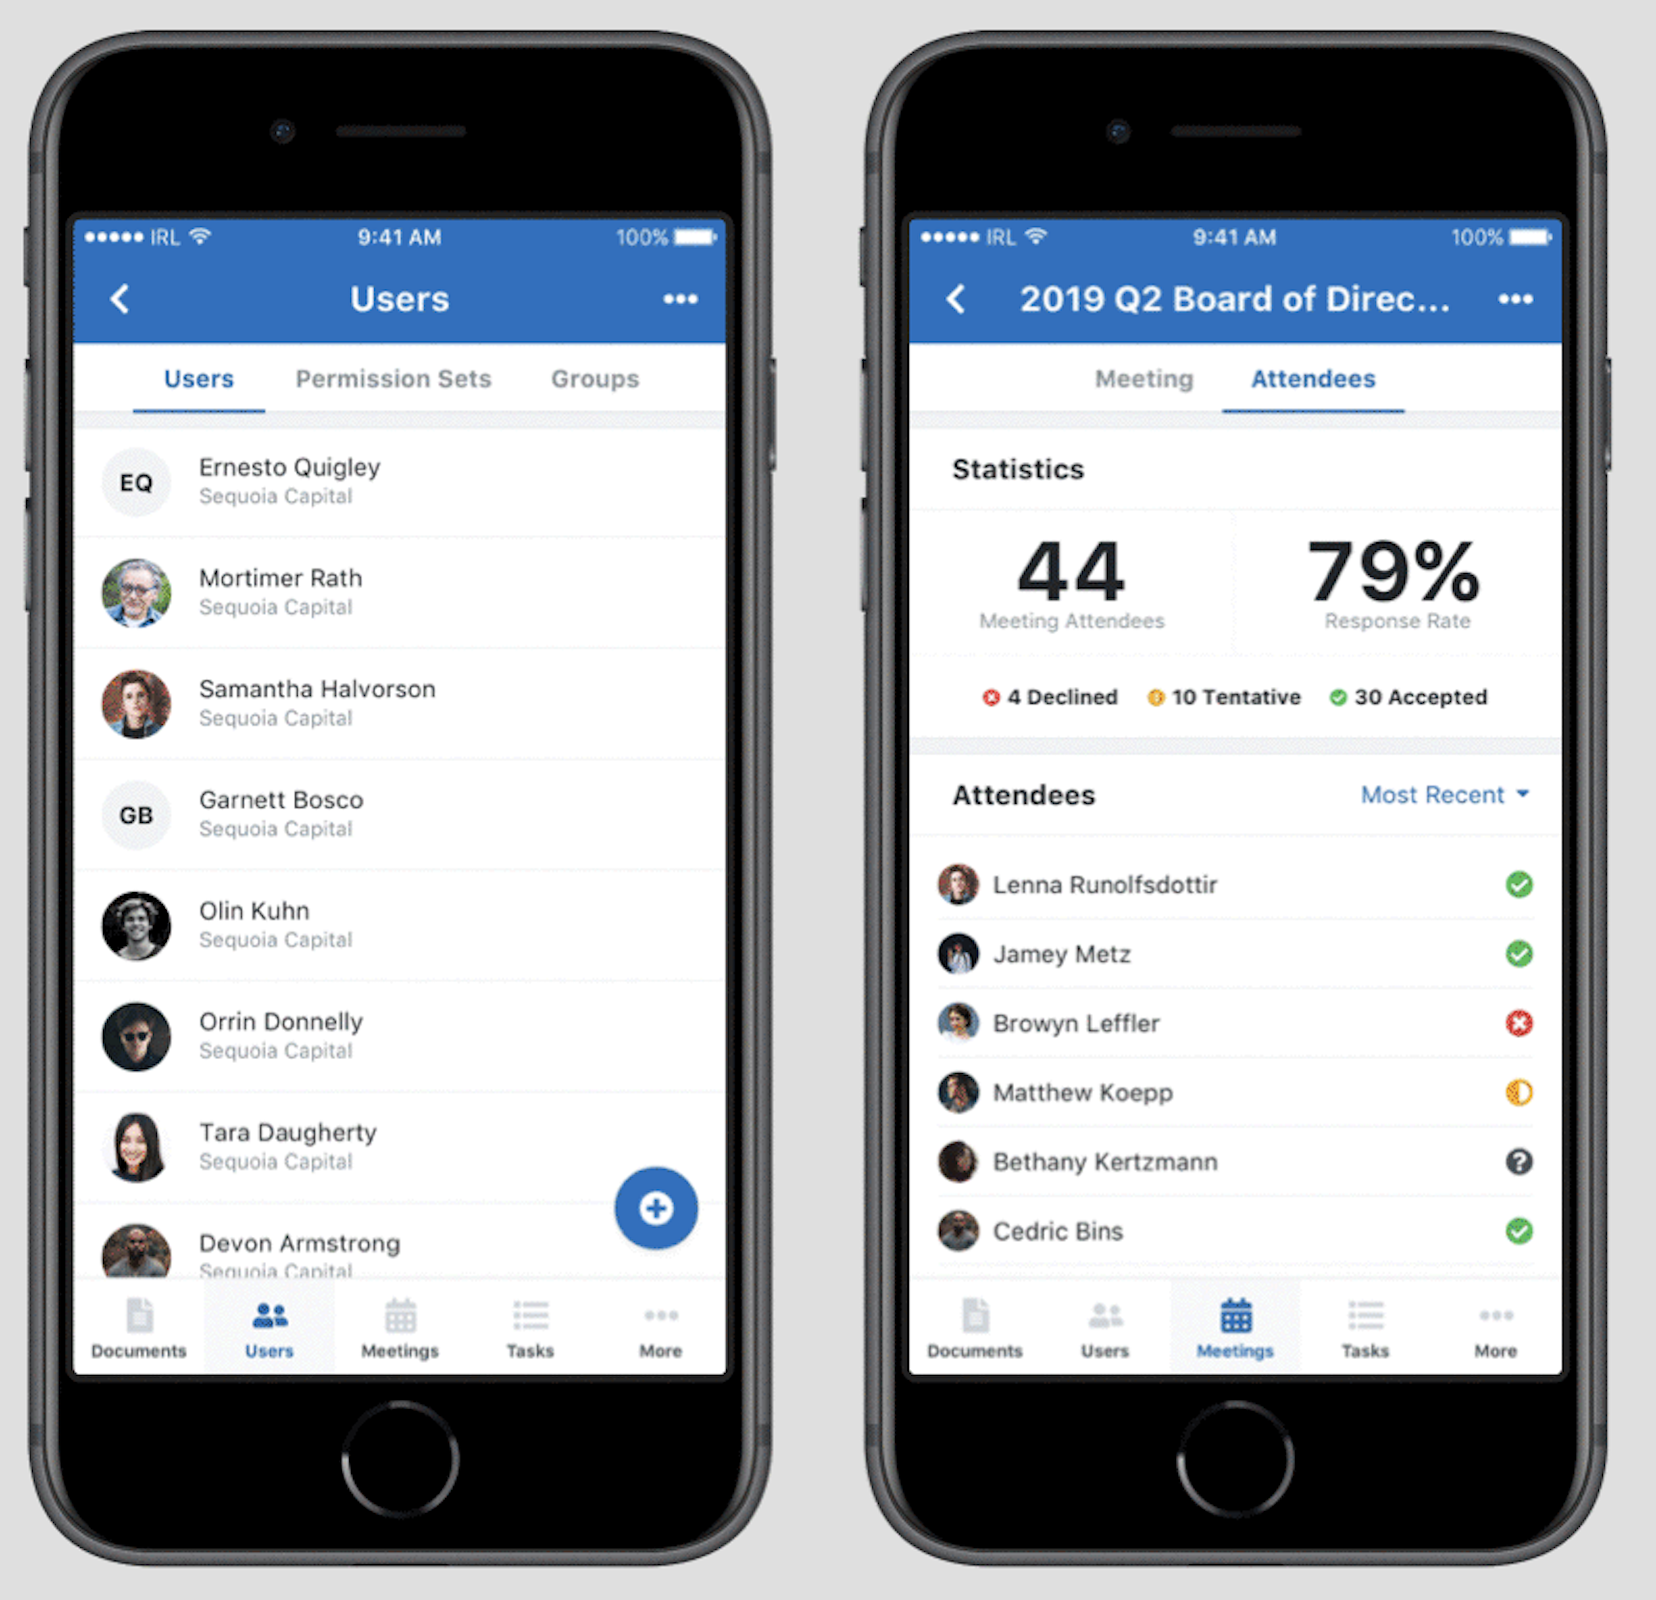 IRL 9:41 AM 100%
Users
Users Permission Sets Groups
EQ
Ernesto Quigley
Sequoia Capital
Mortimer Rath
Sequoia Capital
Samantha Halvorson
Sequoia Capital
GB
Garnett Bosco
Sequoia Capital
Olin Kuhn
Sequoia Capital
Orrin Donnelly
Sequoia Capital
Tara Daugherty
Sequoia Capital
Devon Armstrong
Sequoia Capital
Documents Users Meetings Tasks More
IRL 9:41 AM 100%
2019 Q2 Board of Direc...
Meeting Attendees
Statistics
44 79%
Meeting Attendees Response Rate
4 Declined 10 Tentative 30 Accepted
Attendees Most Recent
Lenna Runolfsdottir
Jamey Metz
Browyn Leffler
Matthew Koepp
Bethany Kertzmann
?
Cedric Bins
Documents Users Meetings Tasks More